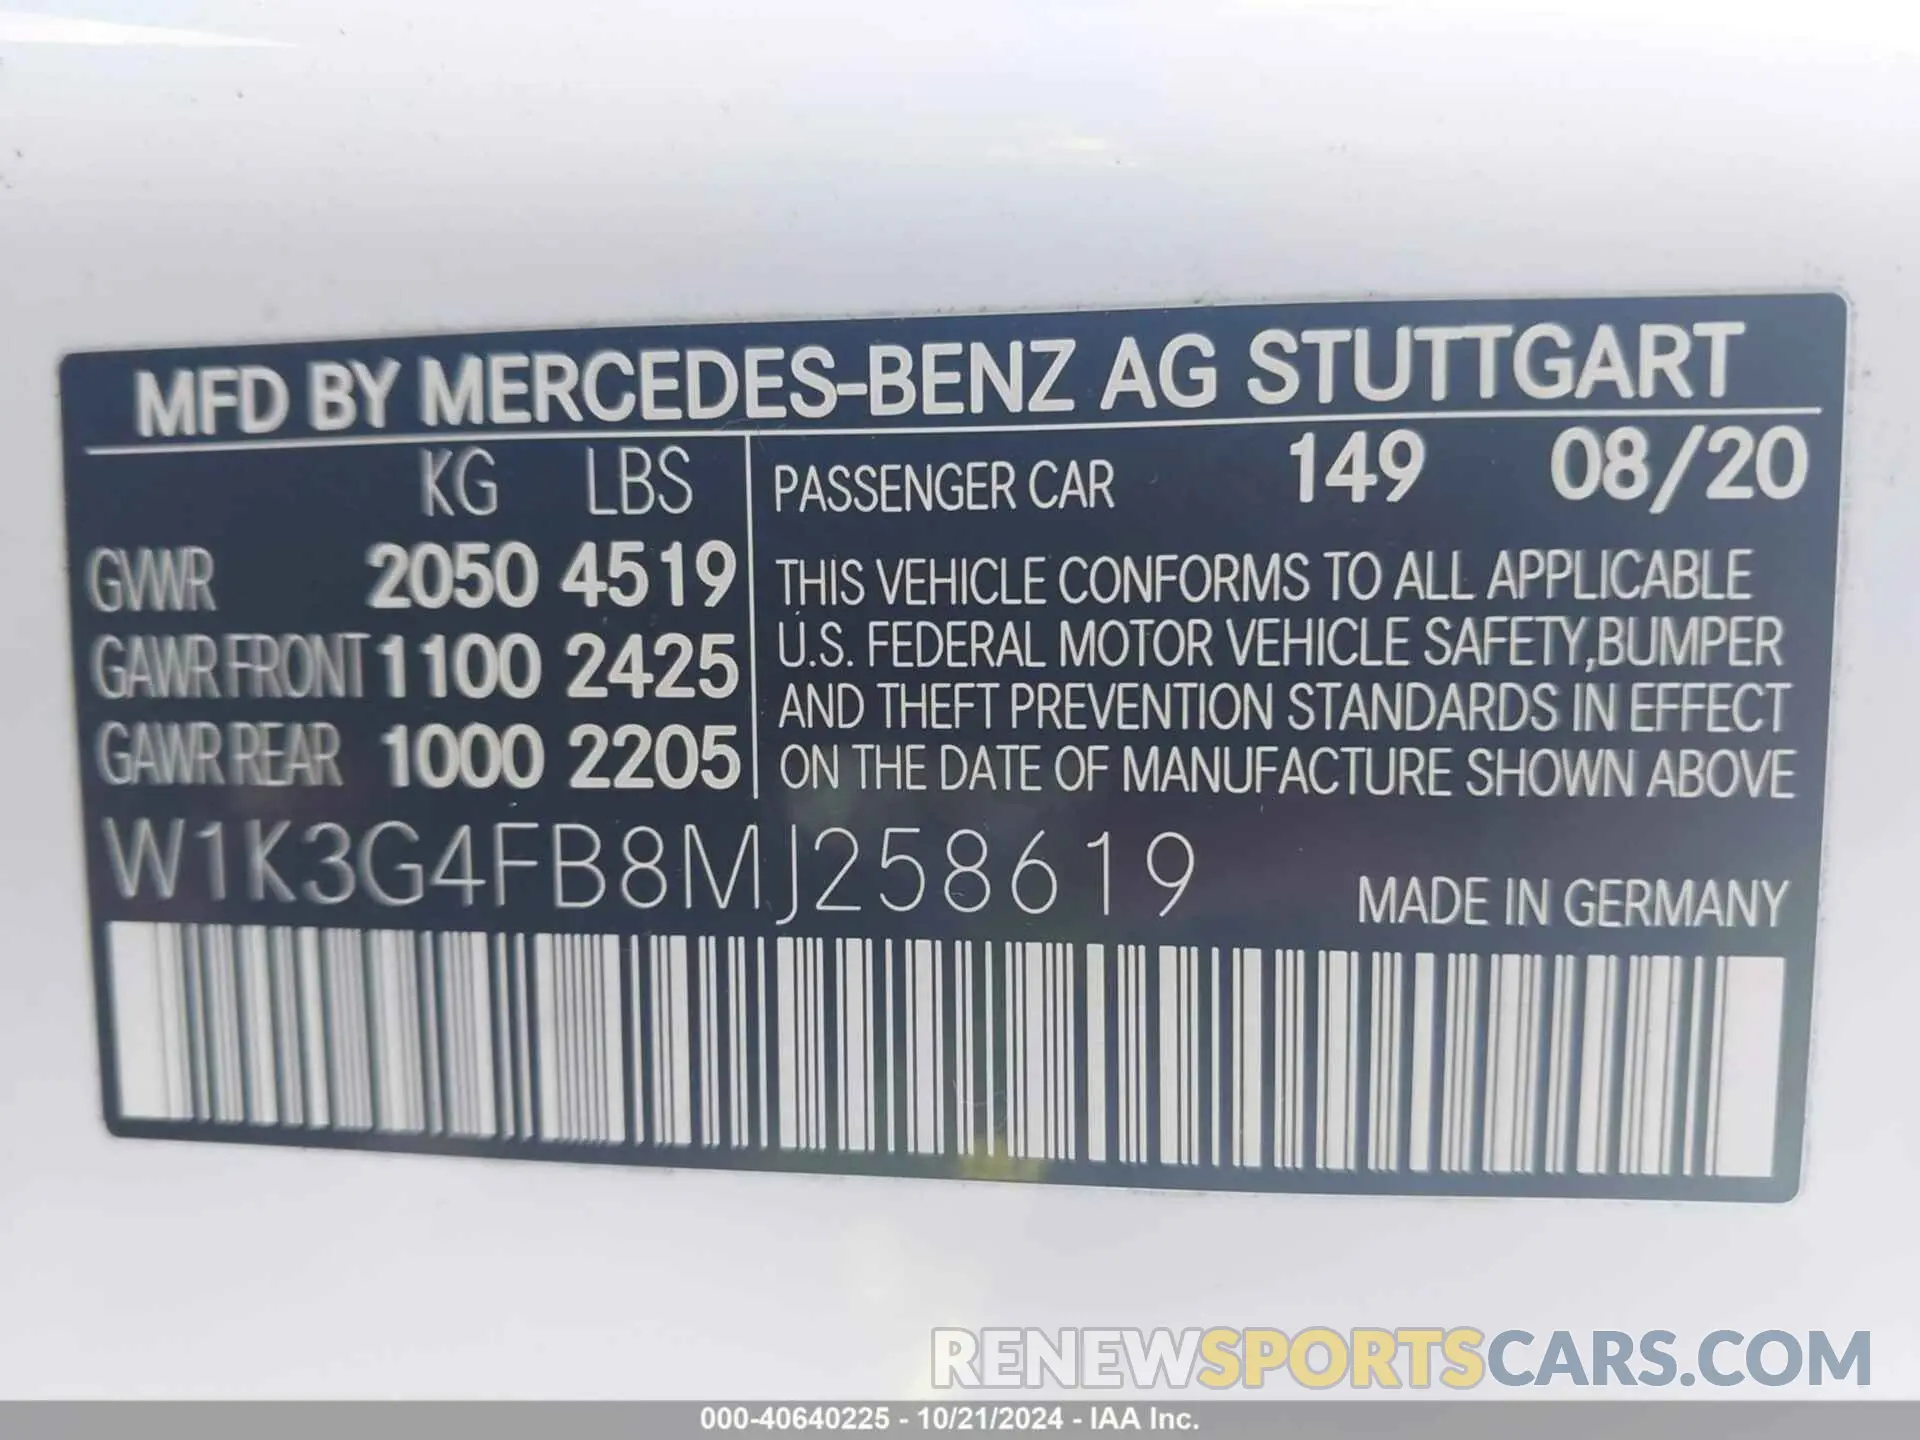 MFD BY MERCEDES-BENZ AG STUTTGART
KG LBS
GVWR 2050 4519
GAWR FRONT 1100 2425
GAWR REAR 1000 2205
PASSENGER CAR 149 08/20
THIS VEHICLE CONFORMS TO ALL APPLICABLE
U.S. FEDERAL MOTOR VEHICLE SAFETY,BUMPER
AND THEFT PREVENTION STANDARDS IN EFFECT
ON THE DATE OF MANUFACTURE SHOWN ABOVE
W1K3G4FB8MJ258619
MADE IN GERMANY
RENEWSPORTSCARS.COM
000-40640225 - 10/21/2024 - IAA Inc.